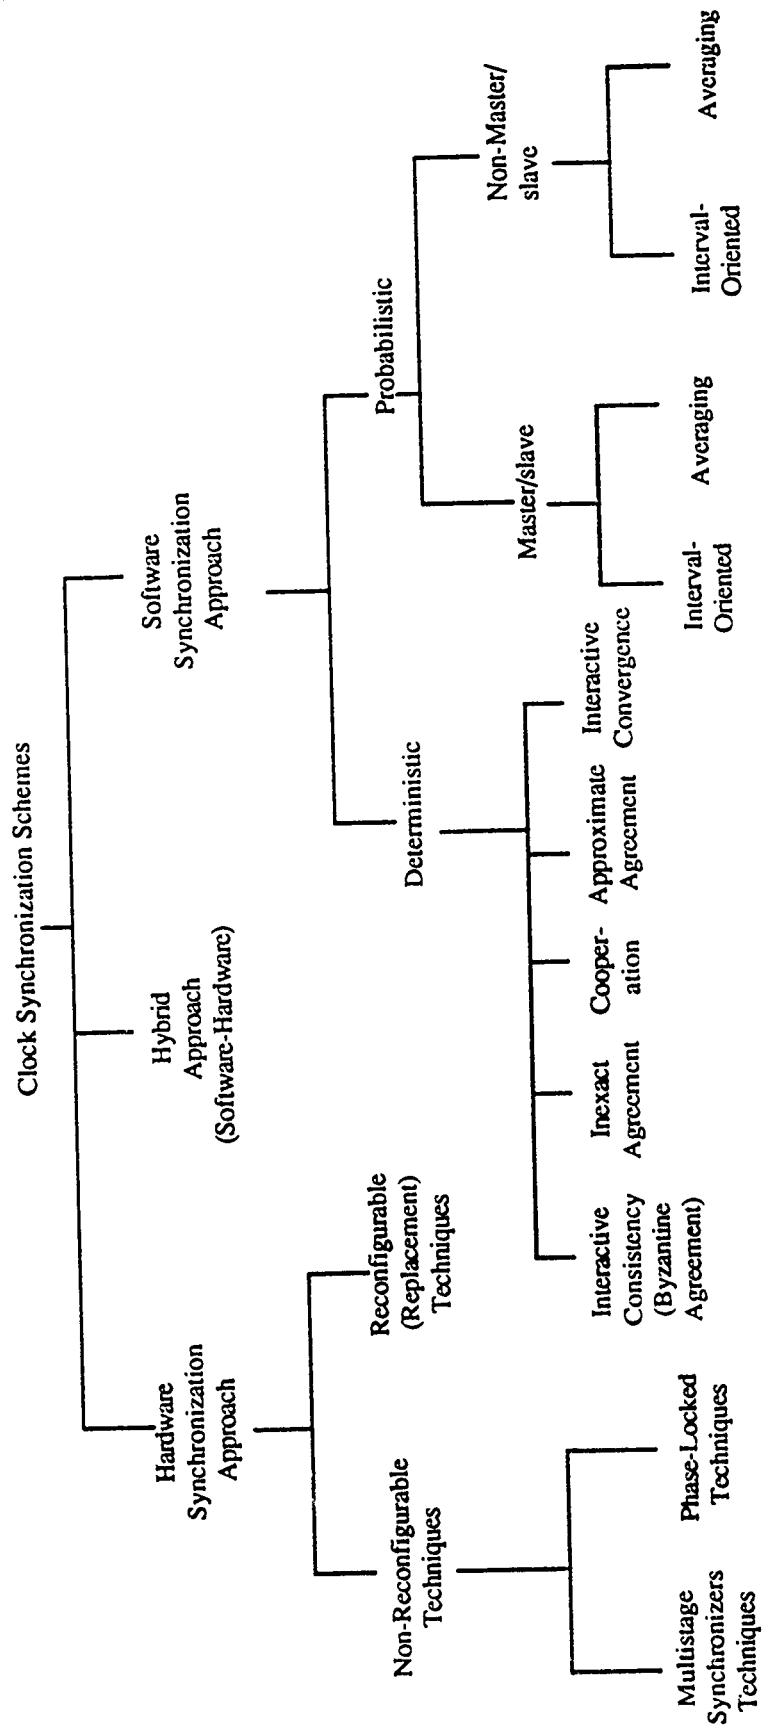 Clock Synchronization Schemes
Hardware
Synchronization
Approach
Hybrid
Approach
(Software-Hardware)
Software
Synchronization
Approach
Non-Reconfigurable
Techniques
Reconfigurable
(Replacement)
Techniques
Deterministic
Probabilistic
Multistage
Synchronizers
Techniques
Phase-Locked
Techniques
Interactive
Consistency
(Byzantine
Agreement)
Inexact
Agreement
Cooper-
ation
Approximate
Agreement
Interactive
Convergence
Master/slave
Non-Master/
slave
Interval-
Oriented
Averaging
Interval-
Oriented
Averaging